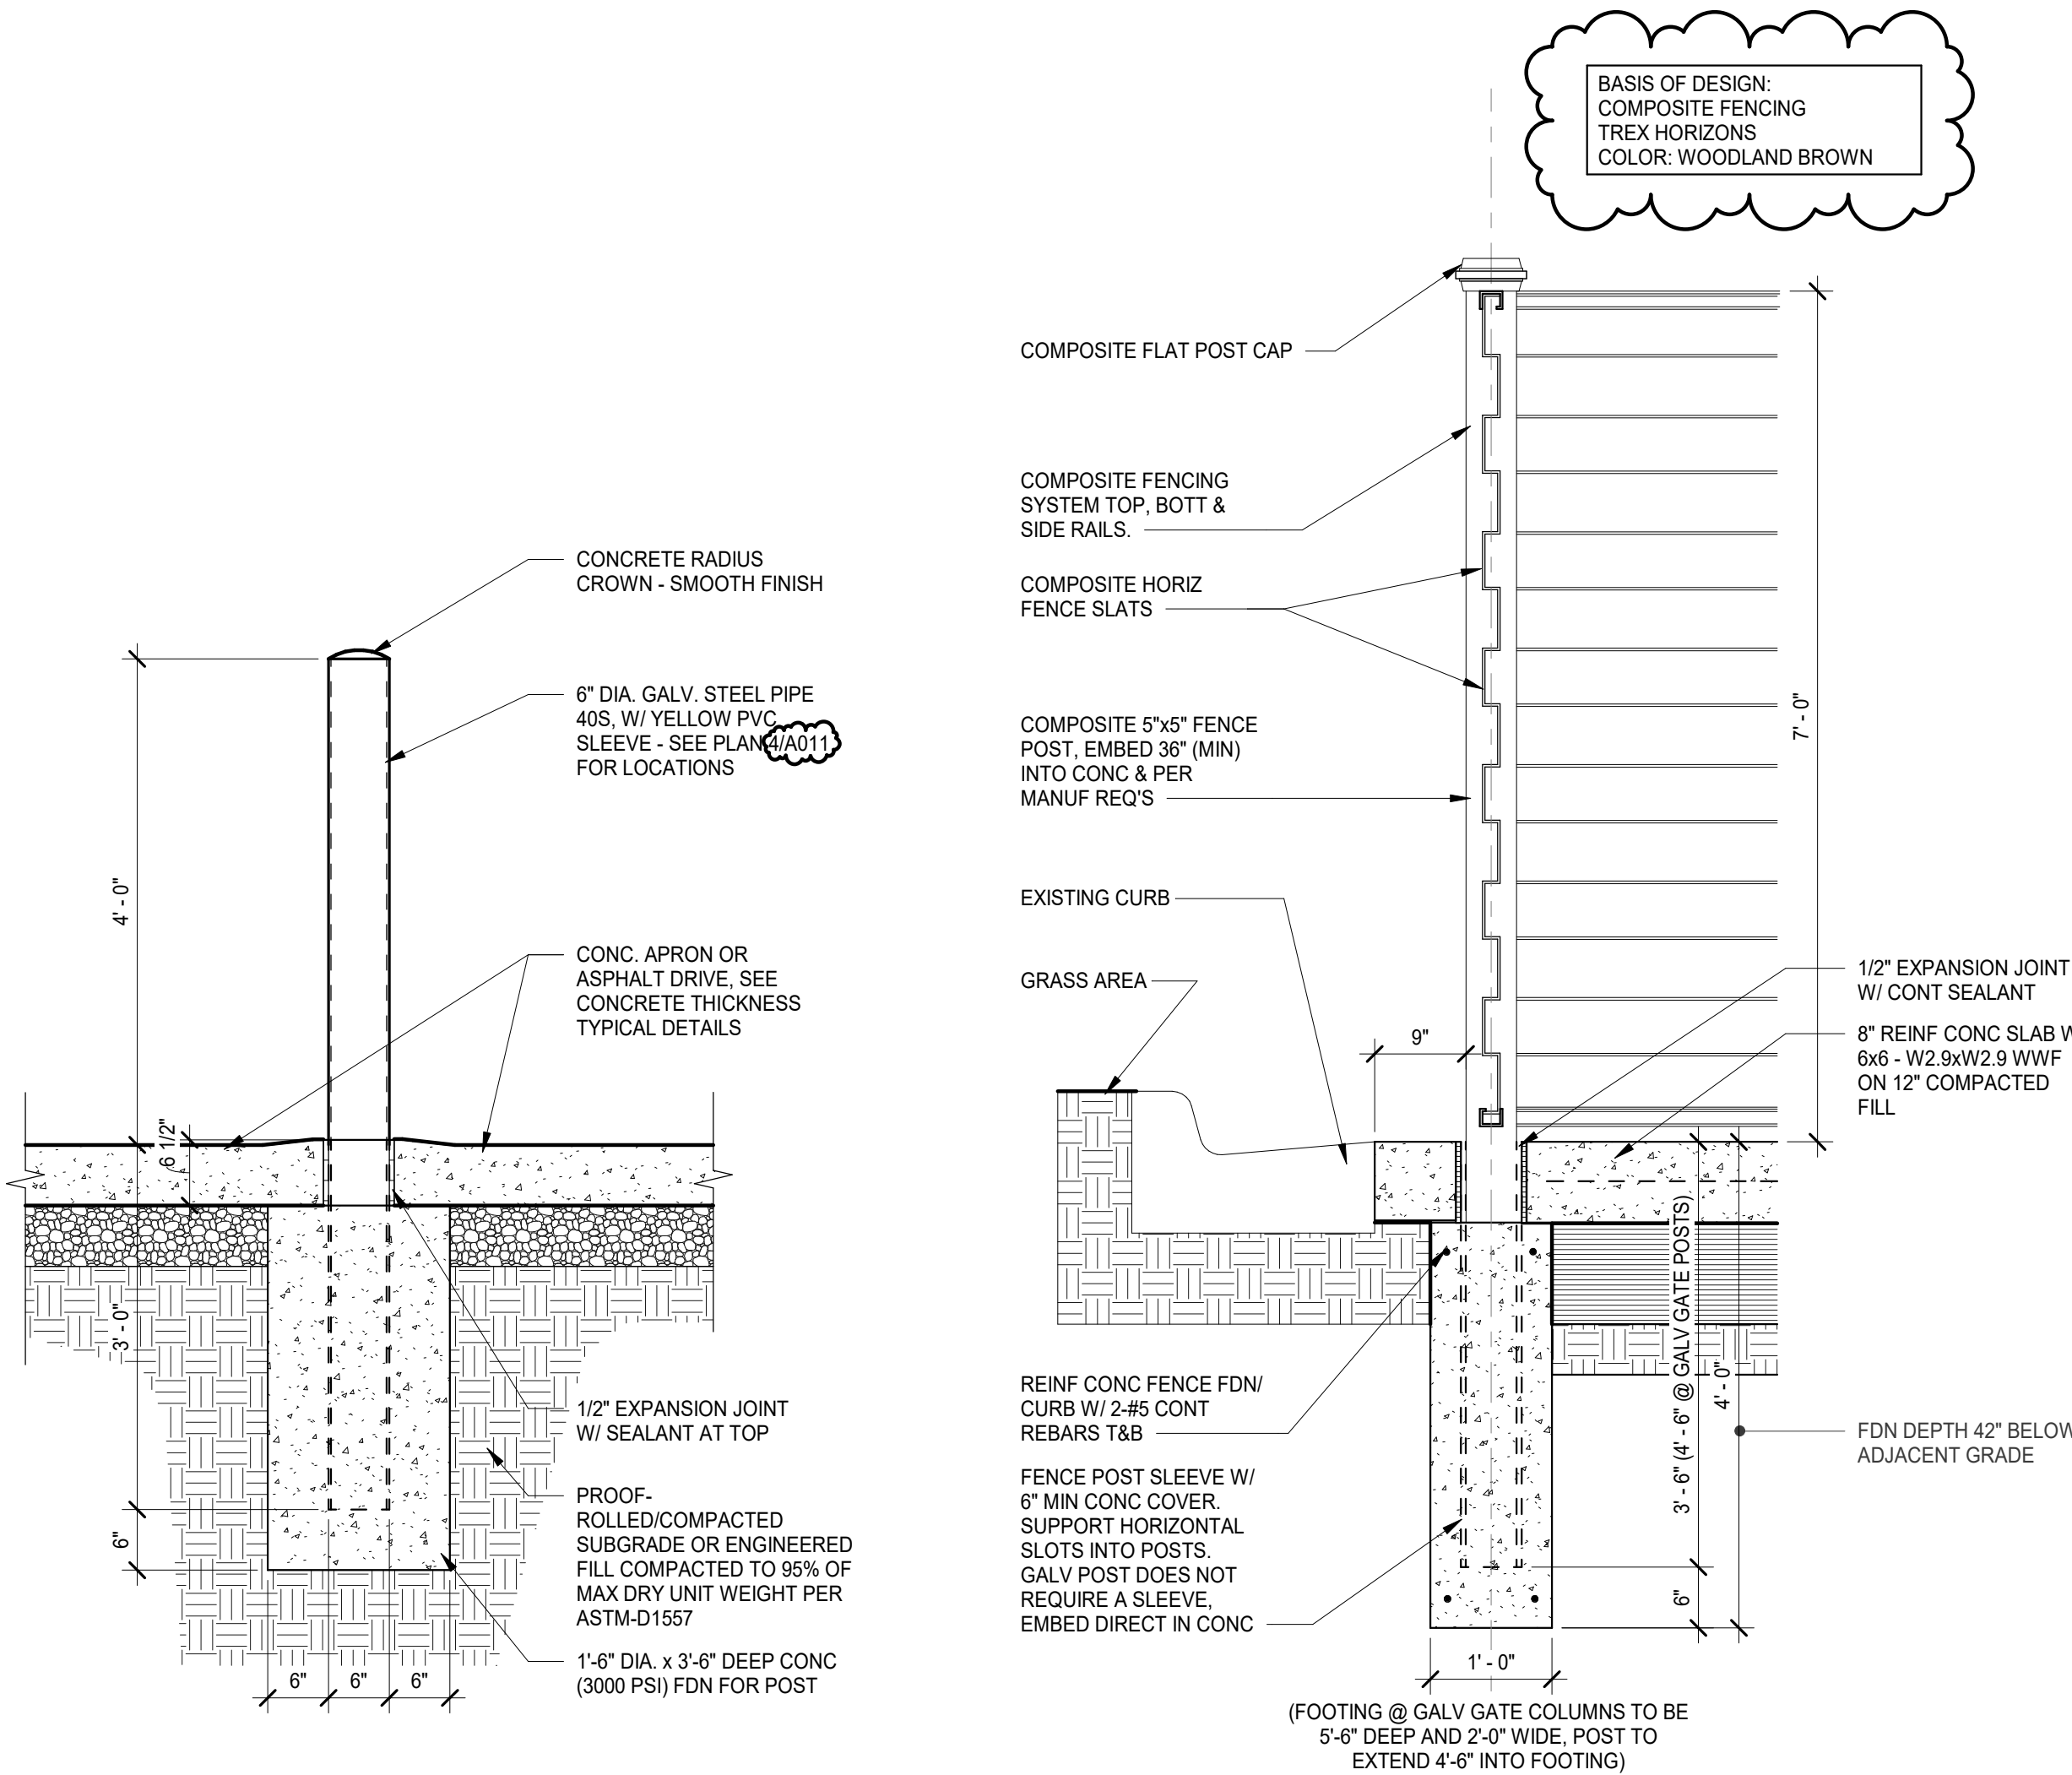 BASIS OF DESIGN:
COMPOSITE FENCING
TREX HORIZONS
COLOR: WOODLAND BROWN
CONCRETE RADIUS
CROWN - SMOOTH FINISH
6" DIA. GALV. STEEL PIPE
40S, W/ YELLOW PVC
SLEEVE - SEE PLAN 4/A011
FOR LOCATIONS
CONC. APRON OR
ASPHALT DRIVE, SEE
CONCRETE THICKNESS
TYPICAL DETAILS
1/2" EXPANSION JOINT
W/ SEALANT AT TOP
PROOF-
ROLLED/COMPACTED
SUBGRADE OR ENGINEERED
FILL COMPACTED TO 95% OF
MAX DRY UNIT WEIGHT PER
ASTM-D1557
1'-6" DIA. x 3'-6" DEEP CONC
(3000 PSI) FDN FOR POST
4' - 0"
6 1/2"
3' - 0"
6"
6"
6"
6"
COMPOSITE FLAT POST CAP
COMPOSITE FENCING
SYSTEM TOP, BOTT &
SIDE RAILS.
COMPOSITE HORIZ
FENCE SLATS
COMPOSITE 5"x5" FENCE
POST, EMBED 36" (MIN)
INTO CONC & PER
MANUF REQ'S
EXISTING CURB
GRASS AREA
REINF CONC FENCE FDN/
CURB W/ 2-#5 CONT
REBARS T&B
FENCE POST SLEEVE W/
6" MIN CONC COVER.
SUPPORT HORIZONTAL
SLOTS INTO POSTS.
GALV POST DOES NOT
REQUIRE A SLEEVE,
EMBED DIRECT IN CONC
9"
7' - 0"
1/2" EXPANSION JOINT
W/ CONT SEALANT
8" REINF CONC SLAB W
6x6 - W2.9xW2.9 WWF
ON 12" COMPACTED
FILL
3' - 6" (4' - 6" @ GALV GATE POSTS)
4' - 0"
6"
FDN DEPTH 42" BELOW
ADJACENT GRADE
1' - 0"
(FOOTING @ GALV GATE COLUMNS TO BE
5'-6" DEEP AND 2'-0" WIDE, POST TO
EXTEND 4'-6" INTO FOOTING)